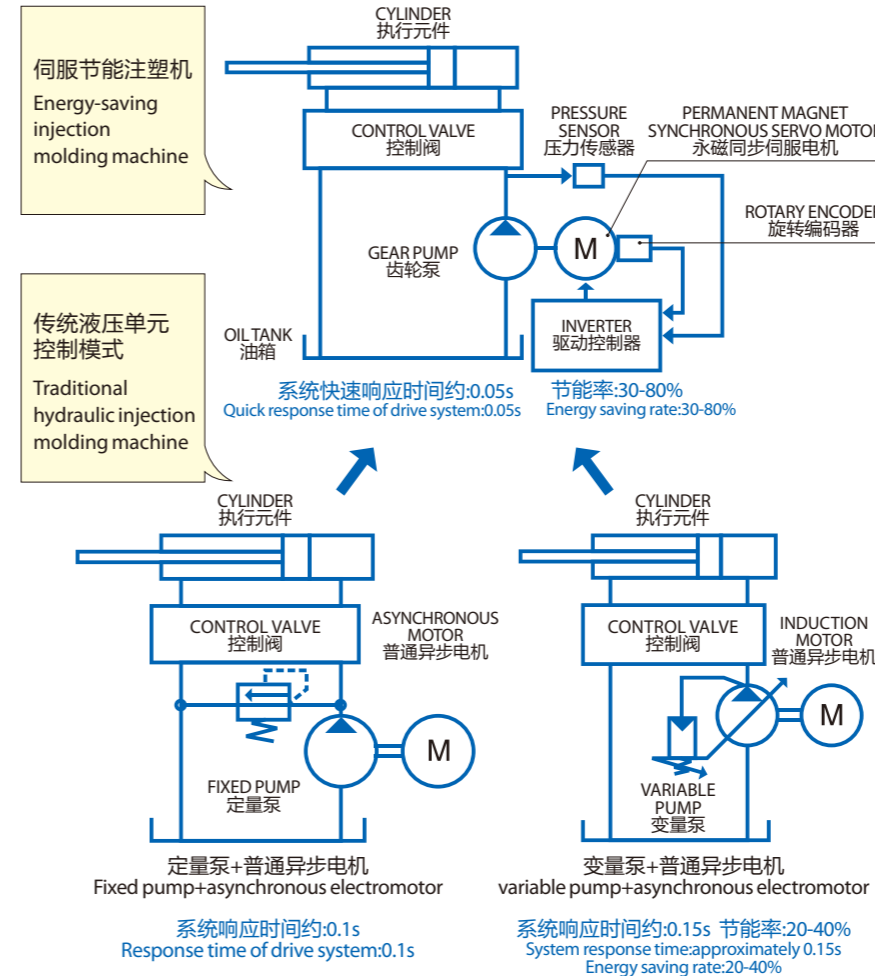 CYLINDER
执行元件
伺服节能注塑机
Energy-saving
injection
molding machine
CONTROL VALVE
控制阀
PRESSURE
SENSOR
压力传感器
PERMANENT MAGNET
SYNCHRONOUS SERVO MOTOR
永磁同步伺服电机
ROTARY ENCODER
旋转编码器
GEAR PUMP
齿轮泵
M
OIL TANK
油箱
INVERTER
驱动控制器
传统液压单元
控制模式
Traditional
hydraulic injection
molding machine
系统快速响应时间约:0.05s
Quick response time of drive system:0.05s
节能率:30-80%
Energy saving rate:30-80%
CYLINDER
执行元件
CONTROL VALVE
控制阀
ASYNCHRONOUS
MOTOR
普通异步电机
M
FIXED PUMP
定量泵
定量泵+普通异步电机
Fixed pump+asynchronous electromotor
系统响应时间约:0.1s
Response time of drive system:0.1s
CYLINDER
执行元件
CONTROL VALVE
控制阀
INDUCTION
MOTOR
普通异步电机
M
VARIABLE
PUMP
变量泵
变量泵+普通异步电机
variable pump+asynchronous electromotor
系统响应时间约:0.15s 节能率:20-40%
System response time:approximately 0.15s
Energy saving rate:20-40%